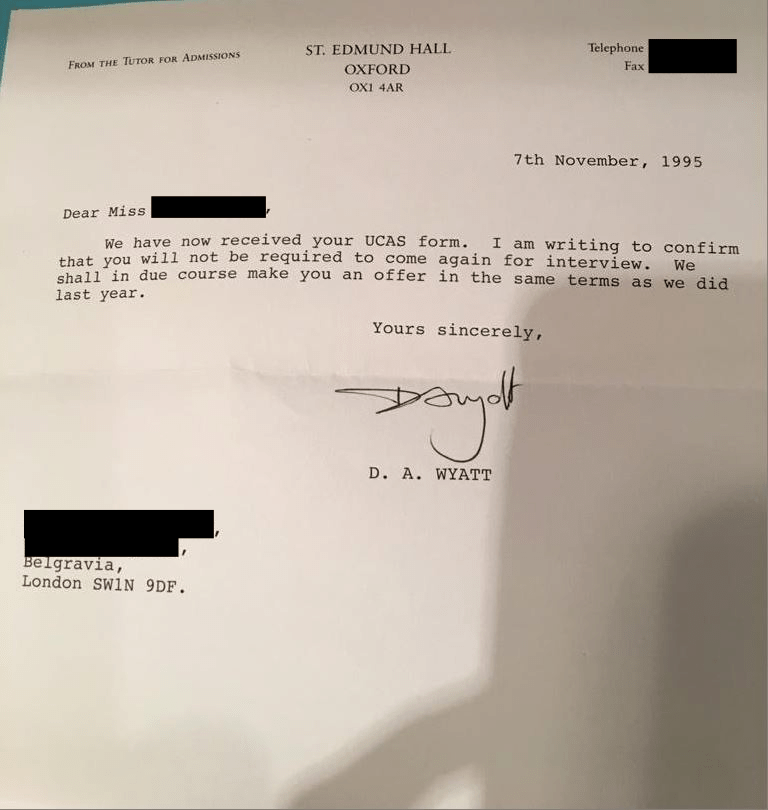 FROM THE TUTOR FOR ADMISSIONS
ST. EDMUND HALL
OXFORD
OX1 4AR
Telephone
Fax
7th November, 1995
Dear Miss ,
We have now received your UCAS form. I am writing to confirm
that you will not be required to come again for interview. We
shall in due course make you an offer in the same terms as we did
last year.
Yours sincerely,
DAWyatt
D. A. WYATT
,
,
Belgravia,
London SW1N 9DF.